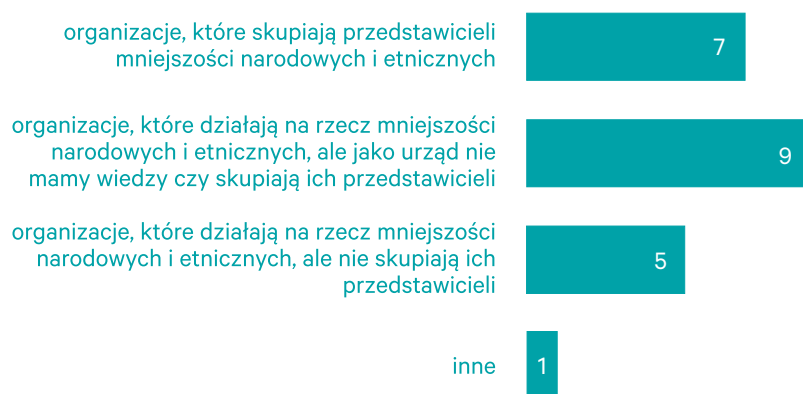 organizacje, które skupiają przedstawicieli
mniejszości narodowych i etnicznych
7
organizacje, które działają na rzecz mniejszości
narodowych i etnicznych, ale jako urząd nie
mamy wiedzy czy skupiają ich przedstawicieli
9
organizacje, które działają na rzecz mniejszości
narodowych i etnicznych, ale nie skupiają ich
przedstawicieli
5
inne
1